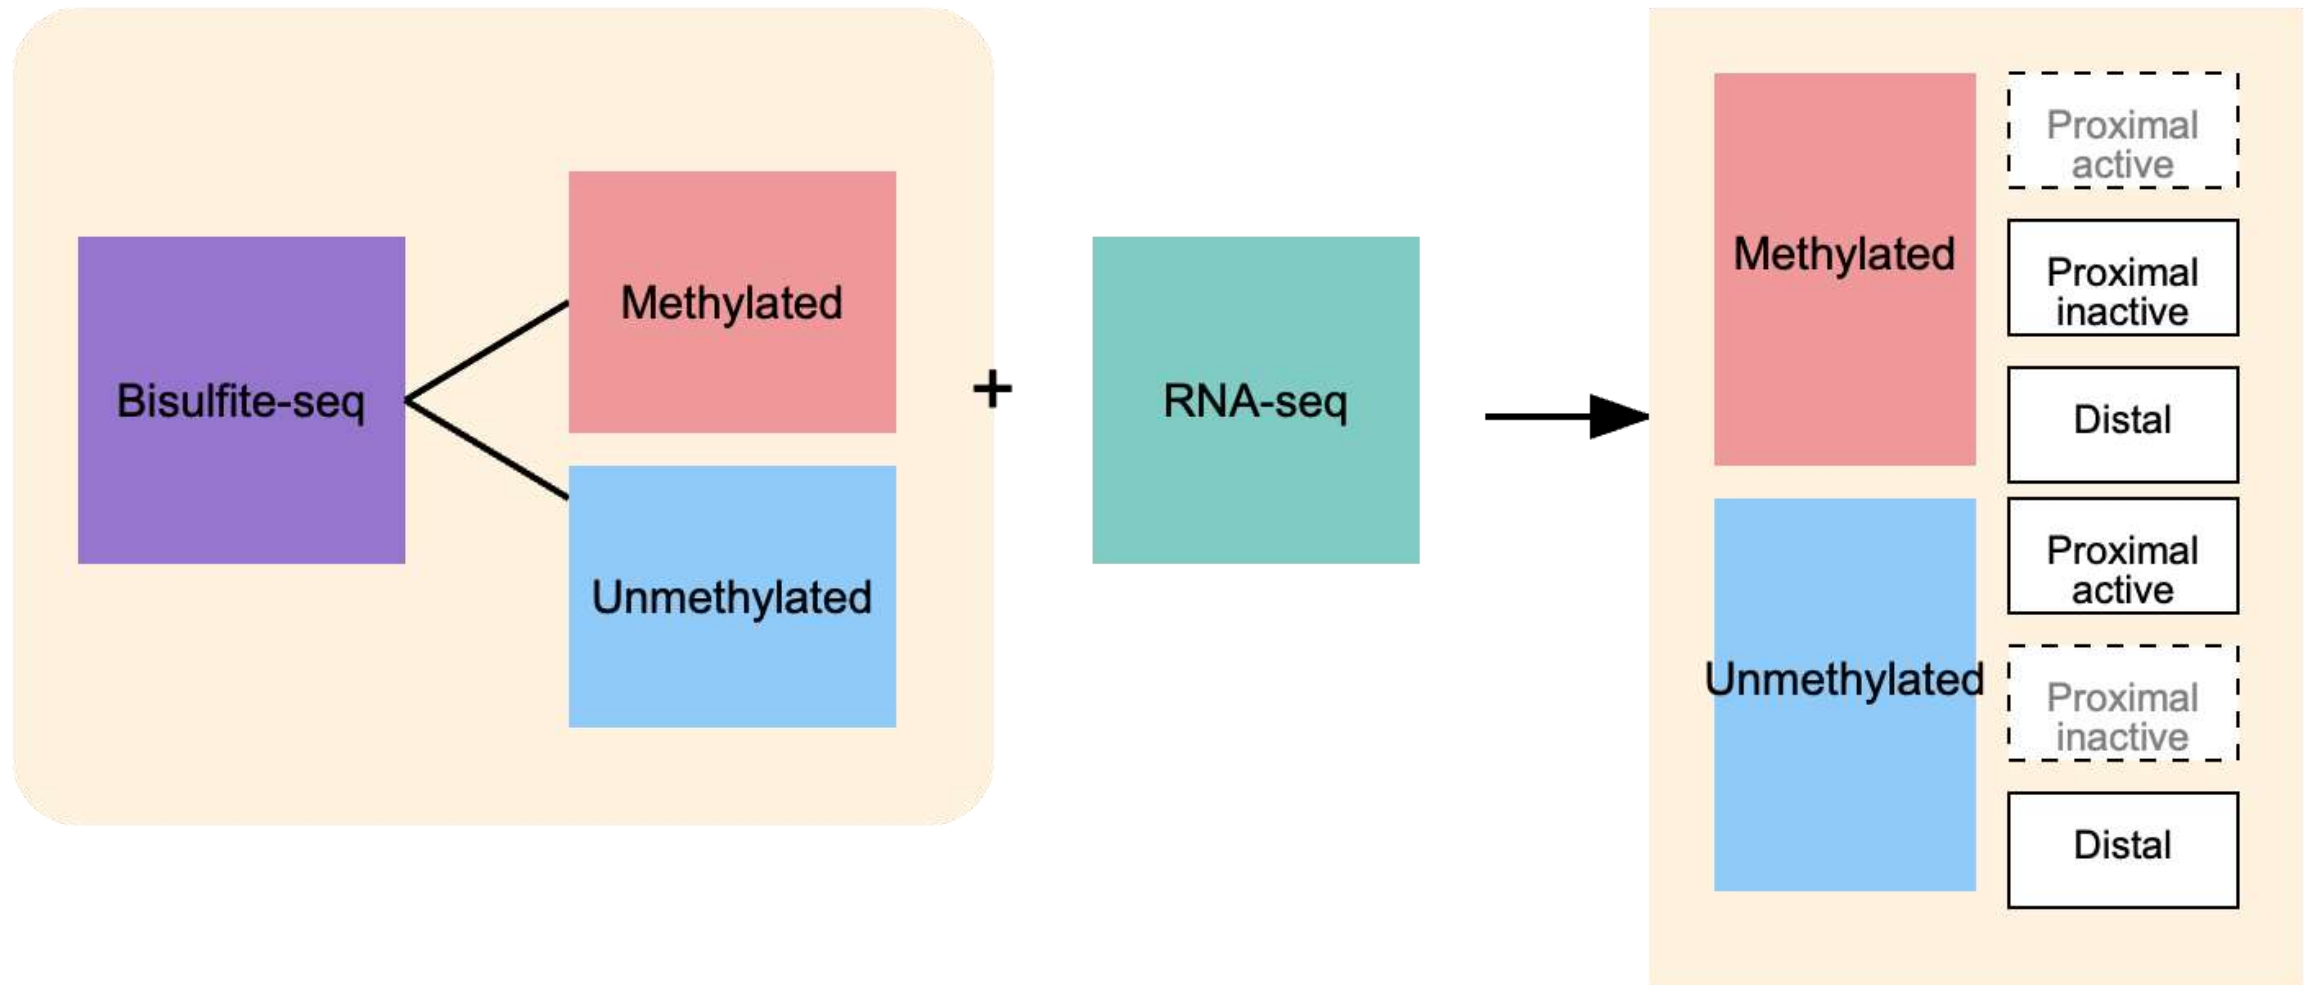 Bisulfite-seq
Methylated
Unmethylated
+
RNA-seq
Methylated
Proximal
active
Proximal
inactive
Distal
Unmethylated
Proximal
active
Proximal
inactive
Distal